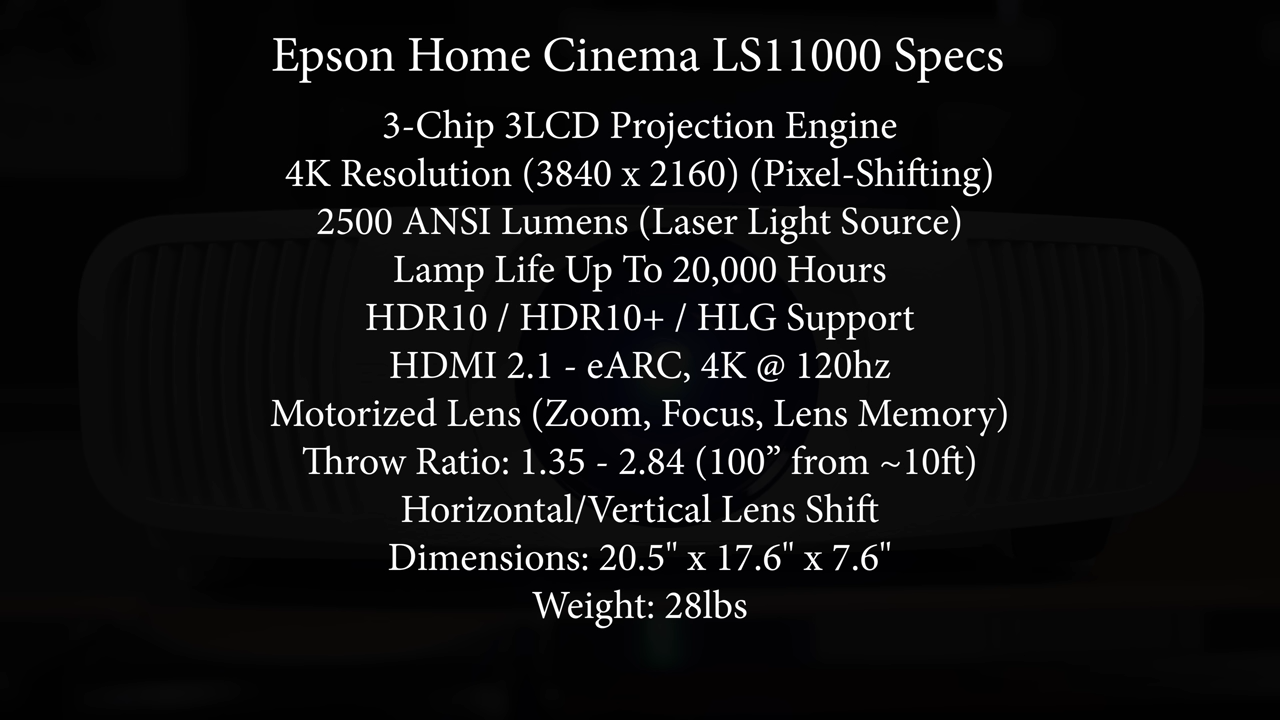 Epson Home Cinema LS11000 Specs
3-Chip 3LCD Projection Engine
4K Resolution (3840 x 2160) (Pixel-Shifting)
2500 ANSI Lumens (Laser Light Source)
Lamp Life Up To 20,000 Hours
HDR10 / HDR10+ / HLG Support
HDMI 2.1 - eARC, 4K @ 120hz
Motorized Lens (Zoom, Focus, Lens Memory)
Throw Ratio: 1.35 - 2.84 (100” from ~10ft)
Horizontal/Vertical Lens Shift
Dimensions: 20.5" x 17.6" x 7.6"
Weight: 28lbs